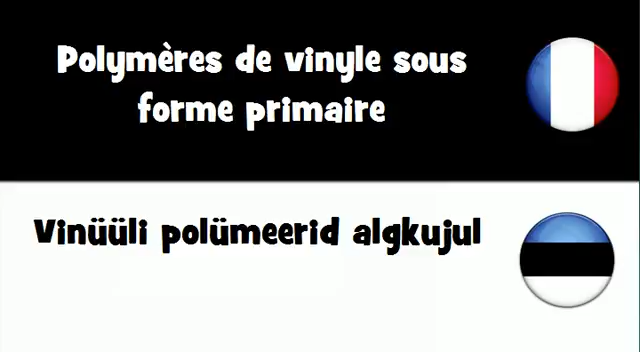 Polymères de vinyle sous
forme primaire
Vinüüli polümeerid algkujul